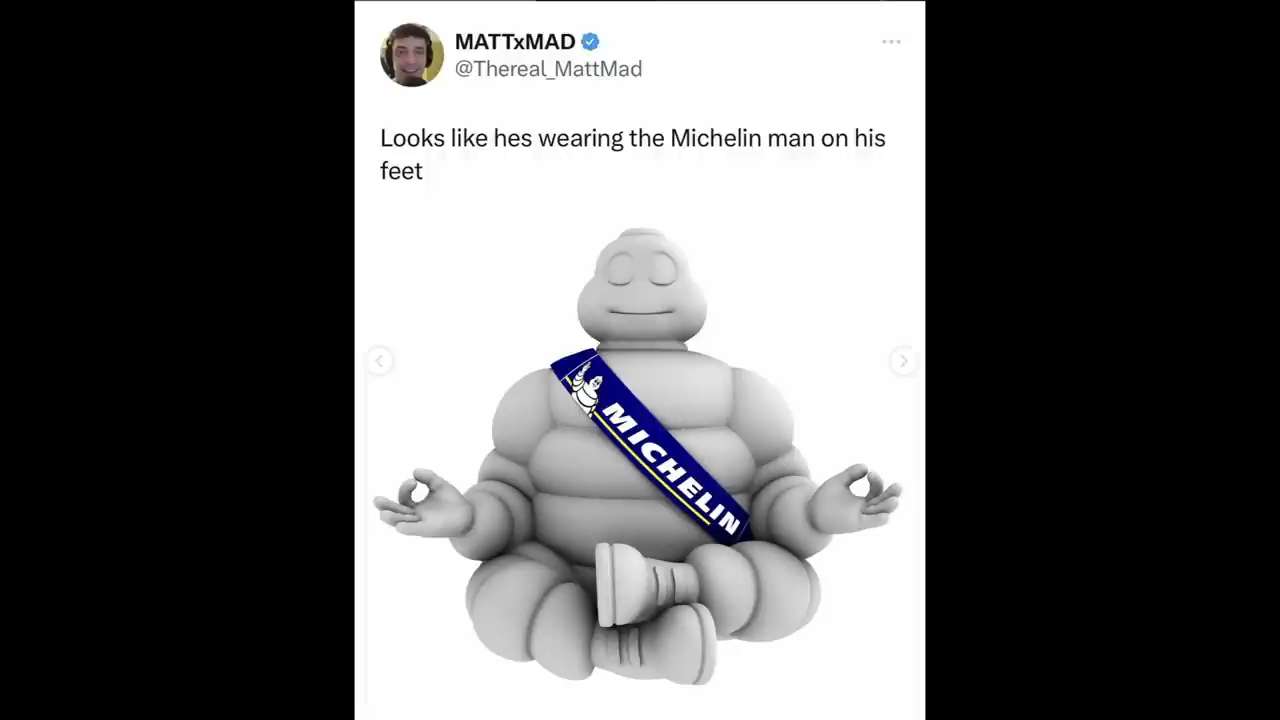 MATTxMAD
@Thereal_MattMad
Looks like hes wearing the Michelin man on his
feet
MICHELIN